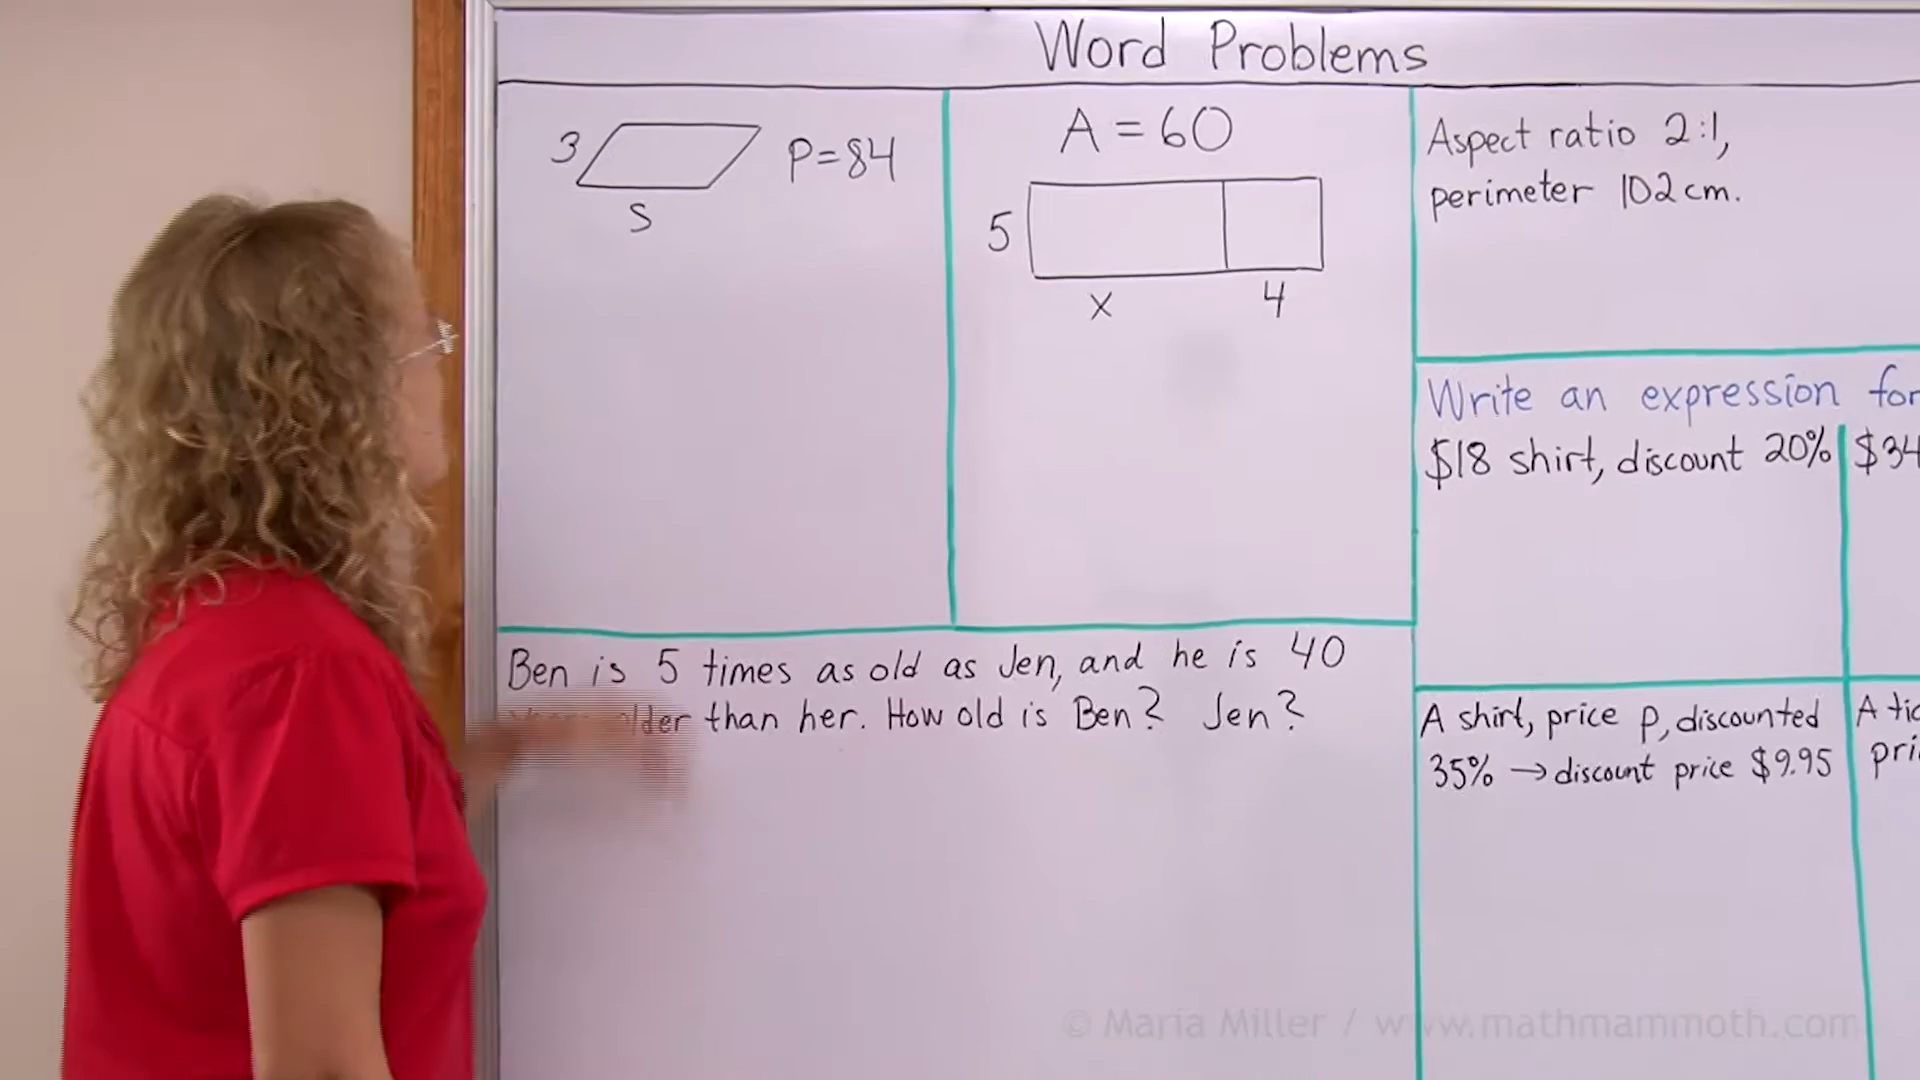 Word Problems
3
P=84
S
A = 60
5
x
4
Aspect ratio 2:1,
perimeter 102 cm.
Write an expression for
$18 shirt, discount 20%
$34
Ben is 5 times as old as Jen, and he is 40
than her. How old is Ben? Jen?
A shirt, price p, discounted
35% → discount price $9.95
A
© Maria Miller / www.mathmammoth.com